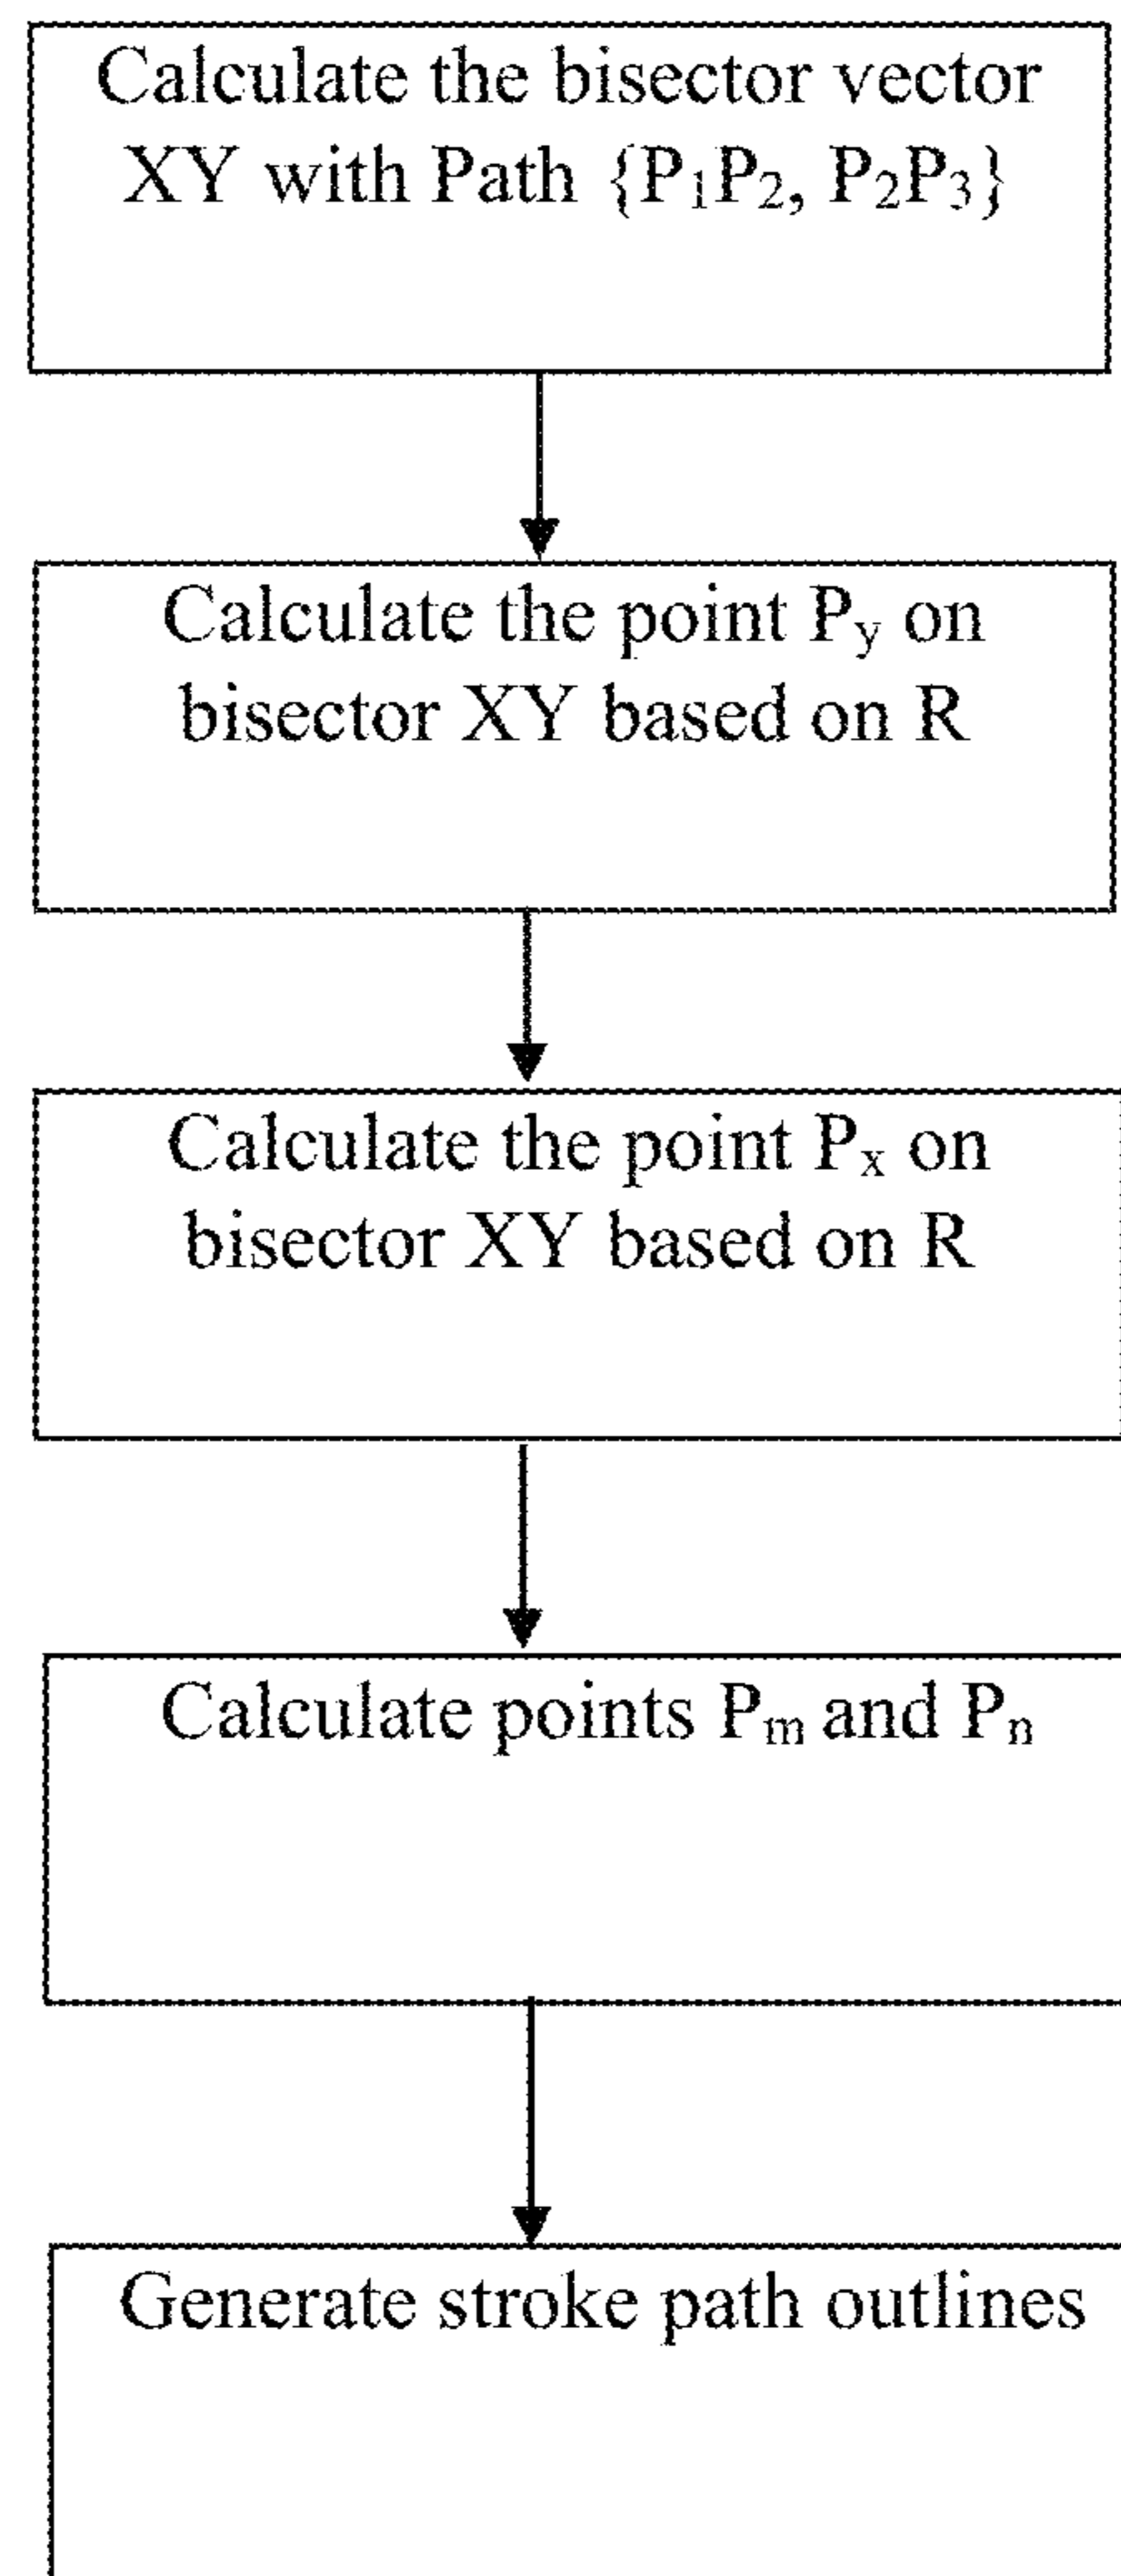 Calculate the bisector vector
XY with Path {P₁P₂, P₂P₃}
Calculate the point Pᵧ on
bisector XY based on R
Calculate the point Pₓ on
bisector XY based on R
Calculate points Pₘ and Pₙ
Generate stroke path outlines